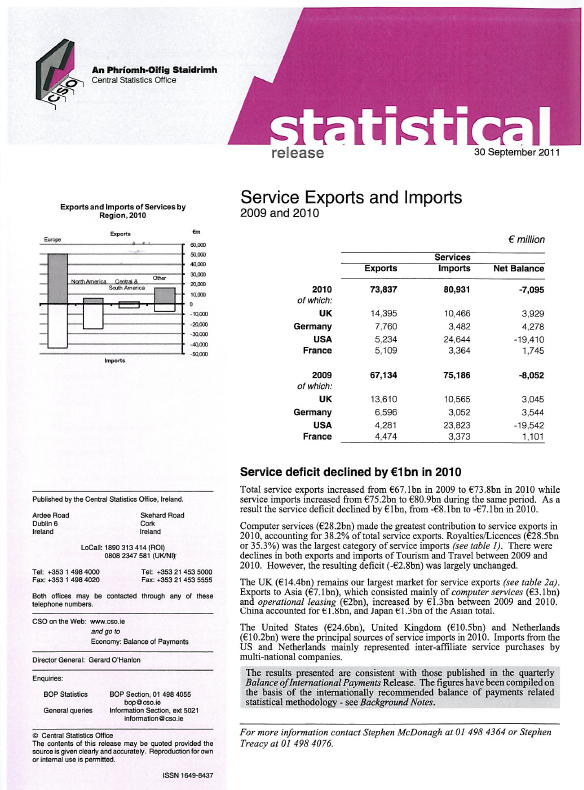 An Phríomh-Oifig Staidrimh
Central Statistics Office
CSO
statistical
release
30 September 2011
Exports and Imports of Services by
Region, 2010
Exports
€m
Europe
North America
Central &
South America
Other
60,000
50,000
40,000
30,000
20,000
10,000
0
-10,000
-20,000
-30,000
-40,000
-50,000
Imports
Service Exports and Imports
2009 and 2010
€ million
Services
Exports Imports Net Balance
2010 73,837 80,931 -7,095
of which:
UK 14,395 10,466 3,929
Germany 7,760 3,482 4,278
USA 5,234 24,644 -19,410
France 5,109 3,364 1,745
2009 67,134 75,186 -8,052
of which:
UK 13,610 10,565 3,045
Germany 6,596 3,052 3,544
USA 4,281 23,823 -19,542
France 4,474 3,373 1,101
Service deficit declined by €1bn in 2010
Total service exports increased from €67.1bn in 2009 to €73.8bn in 2010 while
service imports increased from €75.2bn to €80.9bn during the same period. As a
result the service deficit declined by €1bn, from -€8.1bn to -€7.1bn in 2010.
Computer services (€28.2bn) made the greatest contribution to service exports in
2010, accounting for 38.2% of total service exports. Royalties/Licences (€28.5bn
or 35.3%) was the largest category of service imports (see table 1). There were
declines in both exports and imports of Tourism and Travel between 2009 and
2010. However, the resulting deficit (-€2.8bn) was largely unchanged.
The UK (€14.4bn) remains our largest market for service exports (see table 2a).
Exports to Asia (€7.1bn), which consisted mainly of computer services (€3.1bn)
and operational leasing (€2bn), increased by €1.3bn between 2009 and 2010.
China accounted for €1.8bn, and Japan €1.3bn of the Asian total.
The United States (€24.6bn), United Kingdom (€10.5bn) and Netherlands
(€10.2bn) were the principal sources of service imports in 2010. Imports from the
US and Netherlands mainly represented inter-affiliate service purchases by
multi-national companies.
The results presented are consistent with those published in the quarterly
Balance of International Payments Release. The figures have been compiled on
the basis of the internationally recommended balance of payments related
statistical methodology - see Background Notes.
For more information contact Stephen McDonagh at 01 498 4364 or Stephen
Treacy at 01 498 4076.
Published by the Central Statistics Office, Ireland.
Ardee Road Skehard Road
Dublin 6 Cork
Ireland Ireland
LoCall: 1890 313 414 (ROI)
0808 2347 581 (UK/NI)
Tel: +353 1 498 4000 Tel: +353 21 453 5000
Fax: +353 1 498 4020 Fax: +353 21 453 5555
Both offices may be contacted through any of these
telephone numbers.
CSO on the Web: www.cso.ie
and go to
Economy: Balance of Payments
Director General: Gerard O'Hanlon
Enquiries:
BOP Statistics BOP Section, 01 498 4055
bop@cso.ie
General queries Information Section, ext 5021
information@cso.ie
© Central Statistics Office
The contents of this release may be quoted provided the
source is given clearly and accurately. Reproduction for own
or internal use is permitted.
ISSN 1649-8437